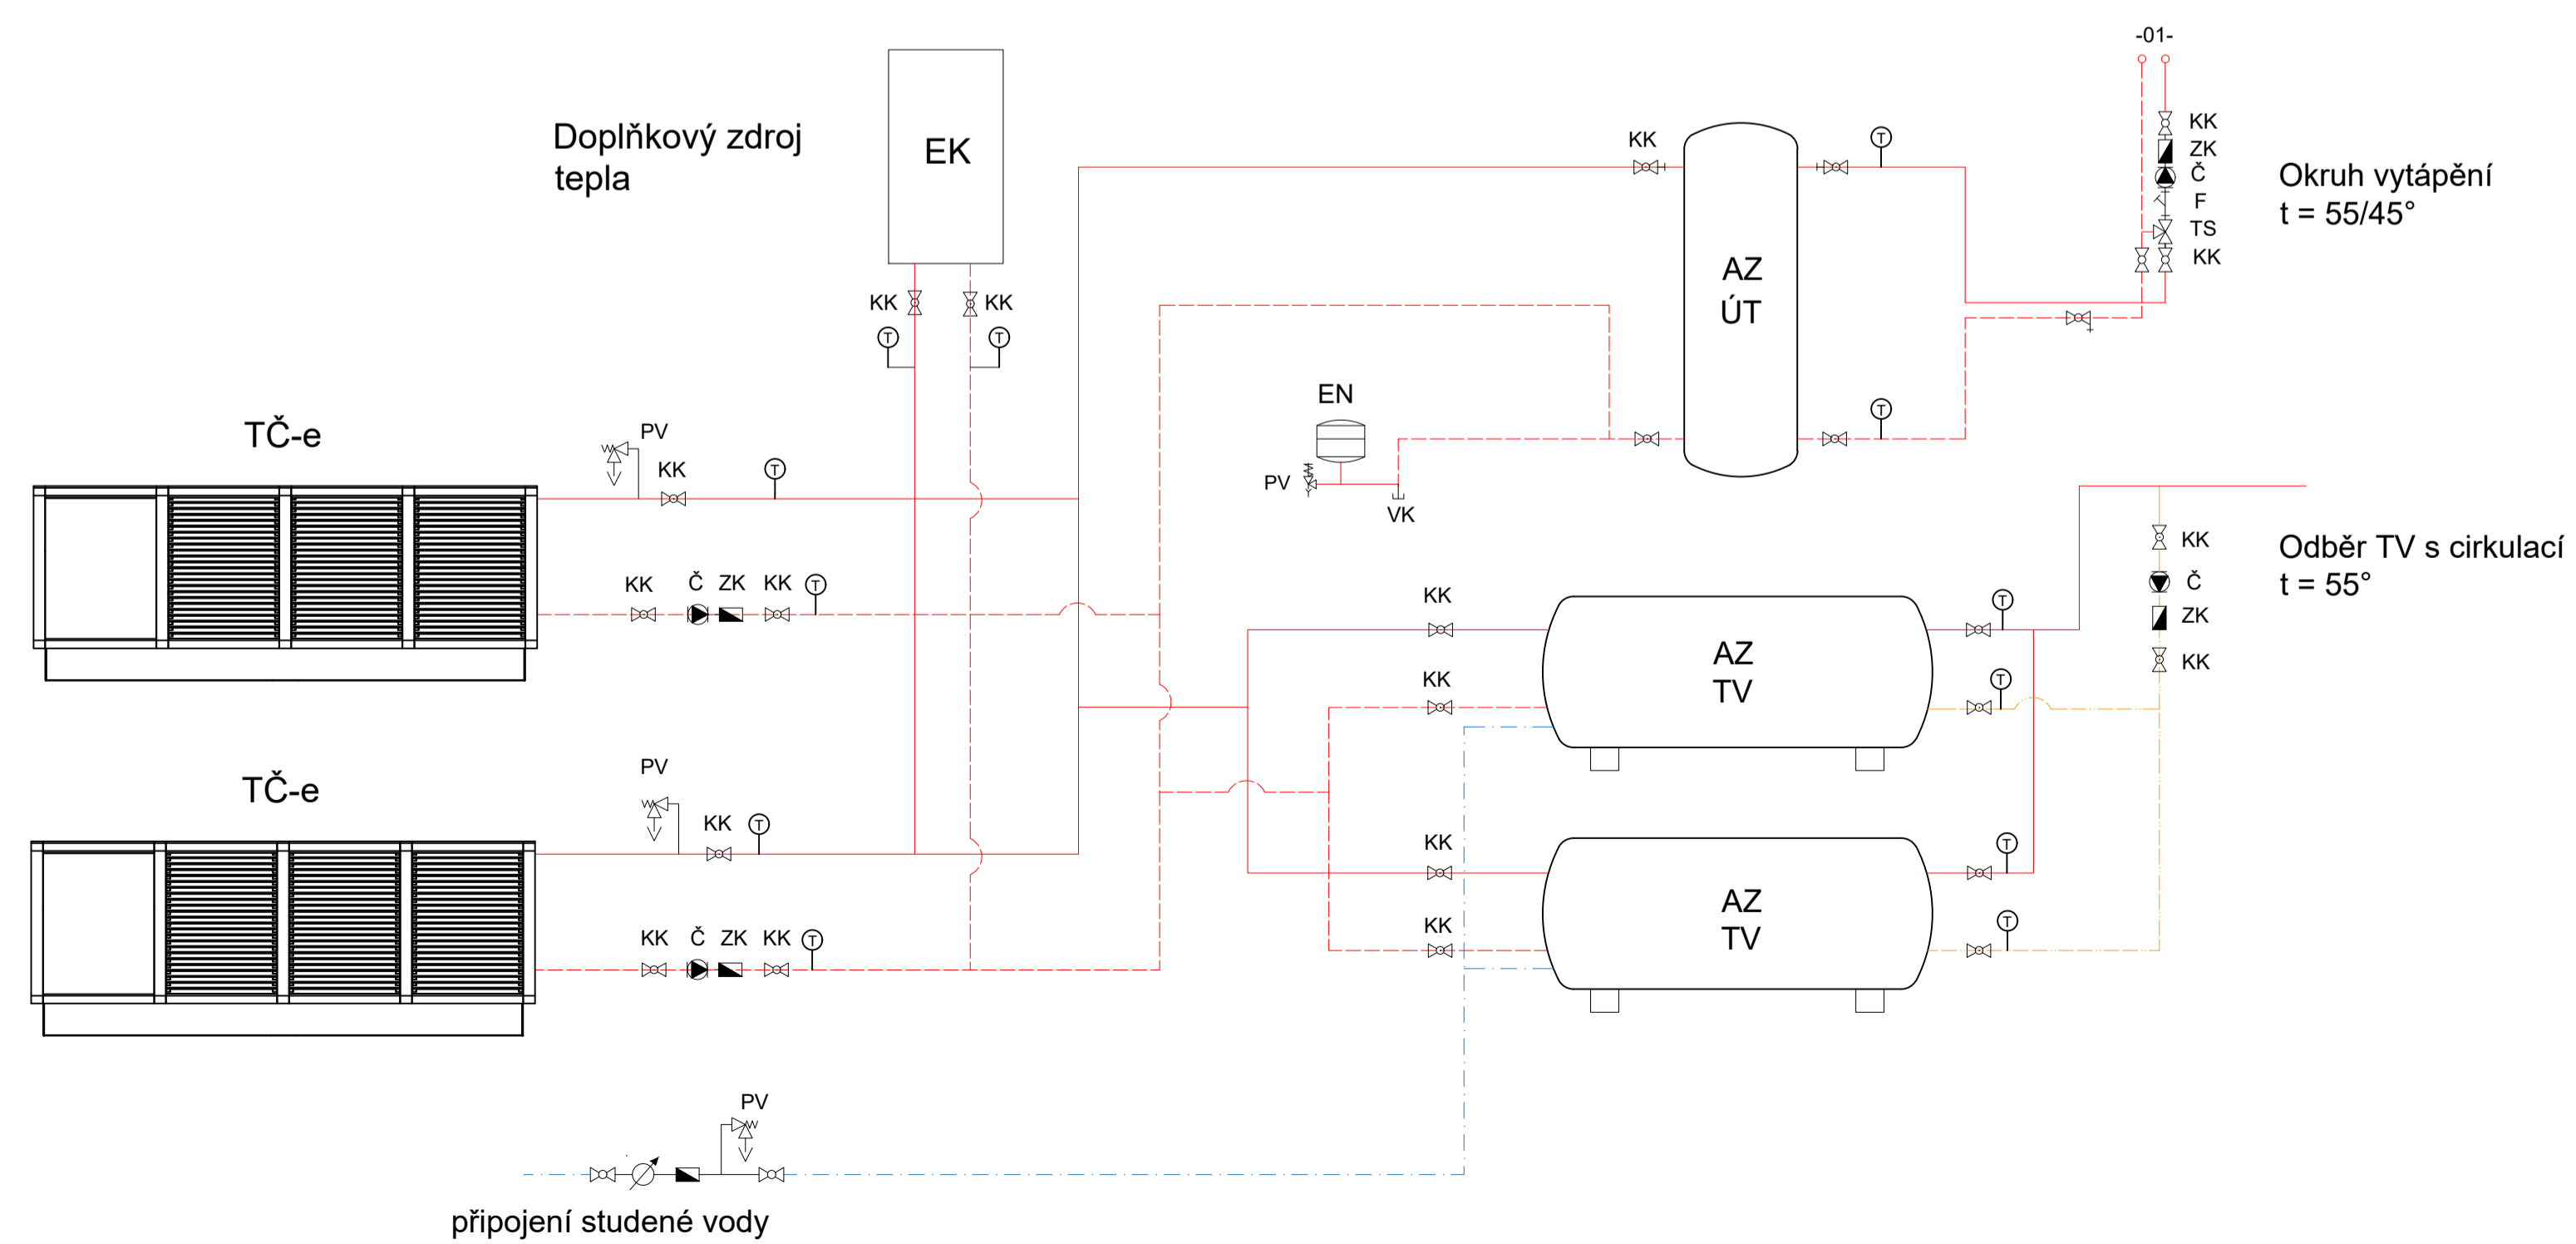 -01-
KK
ZK
Č
F
TS
KK
Okruh vytápění
t = 55/45°
Doplňkový zdroj
tepla
EK
KK
T
AZ
ÚT
KK
KK
T
T
EN
PV
VK
T
TČ-e
PV
KK
T
KK
Č
ZK
KK
T
KK
Č
ZK
KK
Odběr TV s cirkulací
t = 55°
KK
KK
AZ
TV
T
T
TČ-e
PV
KK
T
KK
Č
ZK
KK
T
KK
KK
AZ
TV
T
T
PV
připojení studené vody